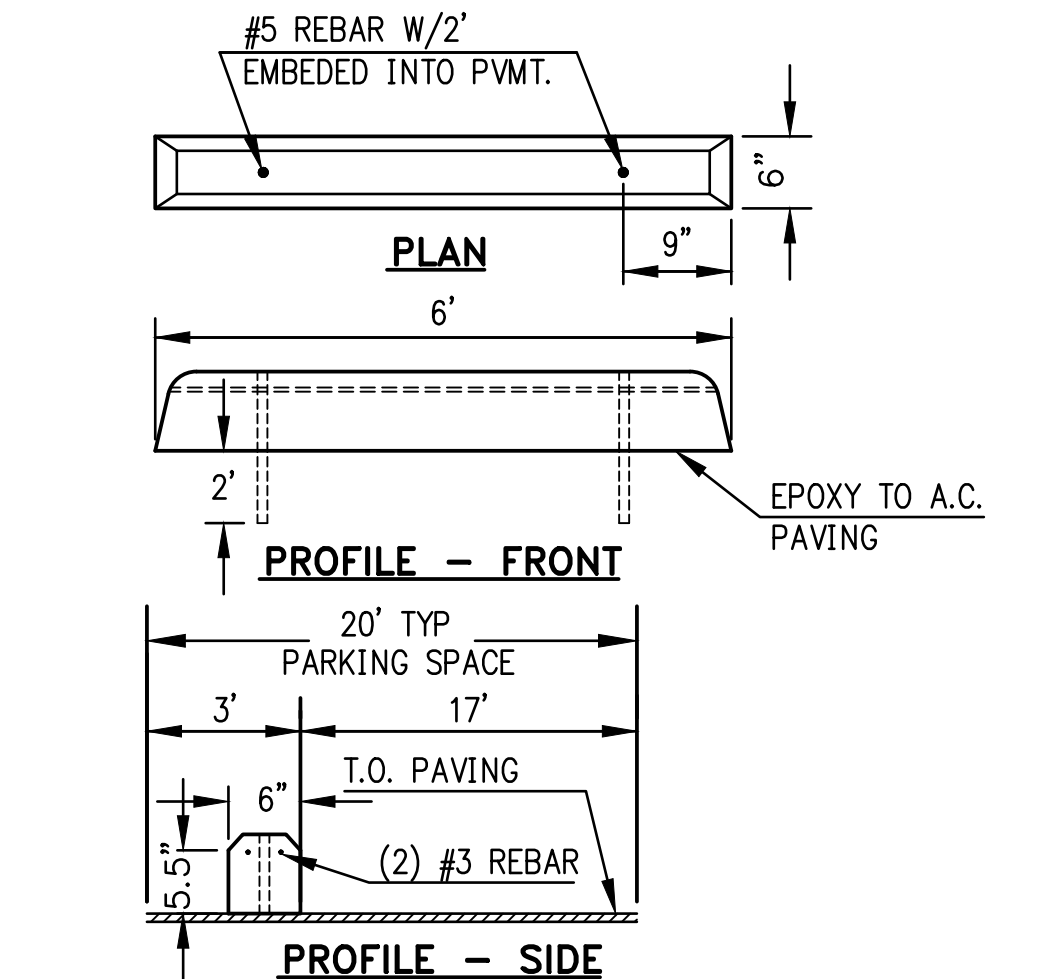 #5 REBAR W/2'
EMBEDED INTO PVMT.
6"
PLAN
9"
6'
2'
EPOXY TO A.C.
PAVING
PROFILE - FRONT
20' TYP
PARKING SPACE
3'
17'
T.O. PAVING
6"
(2) #3 REBAR
5.5"
PROFILE - SIDE